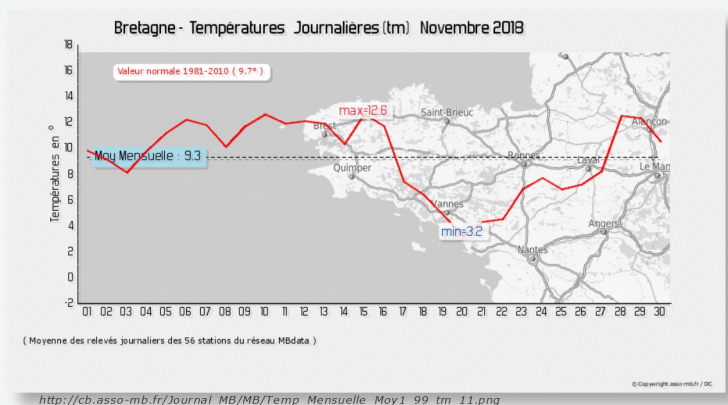 Bretagne - Températures Journalières (tm) Novembre 2018
Températures en °
18
16
14
12
10
8
6
4
2
0
-2
Valeur normale 1981-2010 ( 9.7° )
max=12.6
Saint-Brieuc
Brest
Alençon
Moy Mensuelle : 9.3
Rennes
Laval
Le Man
Quimper
Vannes
Angers
min=3.2
Nantes
01 02 03 04 05 06 07 08 09 10 11 12 13 14 15 16 17 18 19 20 21 22 23 24 25 26 27 28 29 30
( Moyenne des relevés journaliers des 56 stations du réseau MBdata )
© Copyright asso-mb.fr / DC
http://cb.asso-mb.fr/Journal_MB/MB/Temp_Mensuelle_Moy1_99_tm_11.png